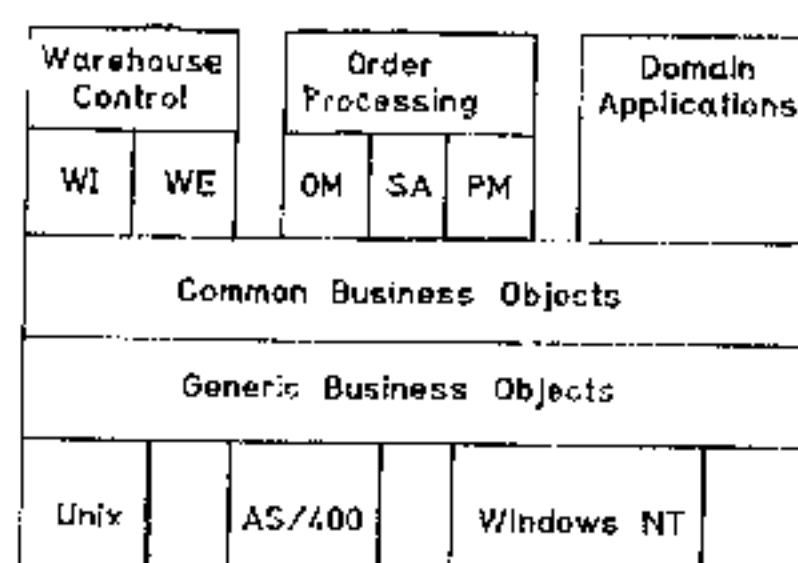 Warehouse
Control
Order
Processing
Domain
Applications
WI WE OM SA PM
Common Business Objects
Generic Business Objects
Unix AS/400 Windows NT